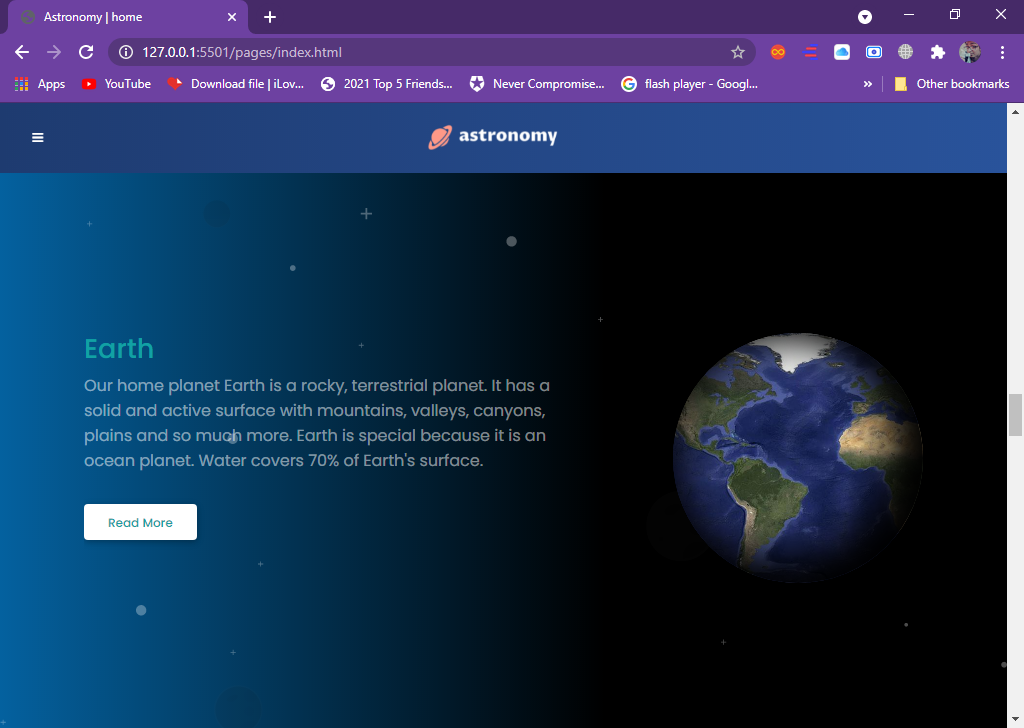 Astronomy | home
127.0.0.1:5501/pages/index.html
Apps
YouTube
Download file | iLov...
2021 Top 5 Friends...
Never Compromise...
flash player - Googl...
»
Other bookmarks
astronomy
Earth
Our home planet Earth is a rocky, terrestrial planet. It has a
solid and active surface with mountains, valleys, canyons,
plains and so much more. Earth is special because it is an
ocean planet. Water covers 70% of Earth's surface.
Read More